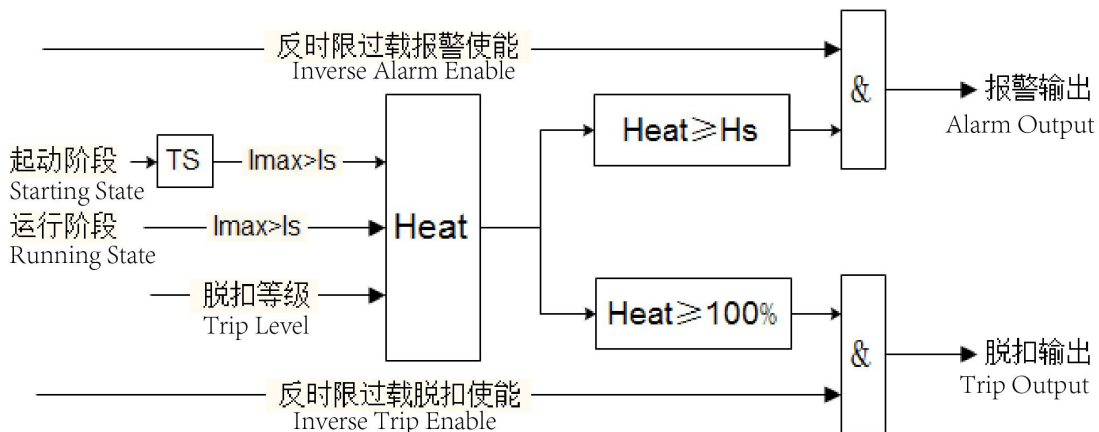 反时限过载报警使能
Inverse Alarm Enable
&
报警输出
Alarm Output
Heat≥Hs
起动阶段
Starting State
TS
Imax>Is
运行阶段
Running State
Imax>Is
Heat
脱扣等级
Trip Level
Heat≥100%
&
脱扣输出
Trip Output
反时限过载脱扣使能
Inverse Trip Enable